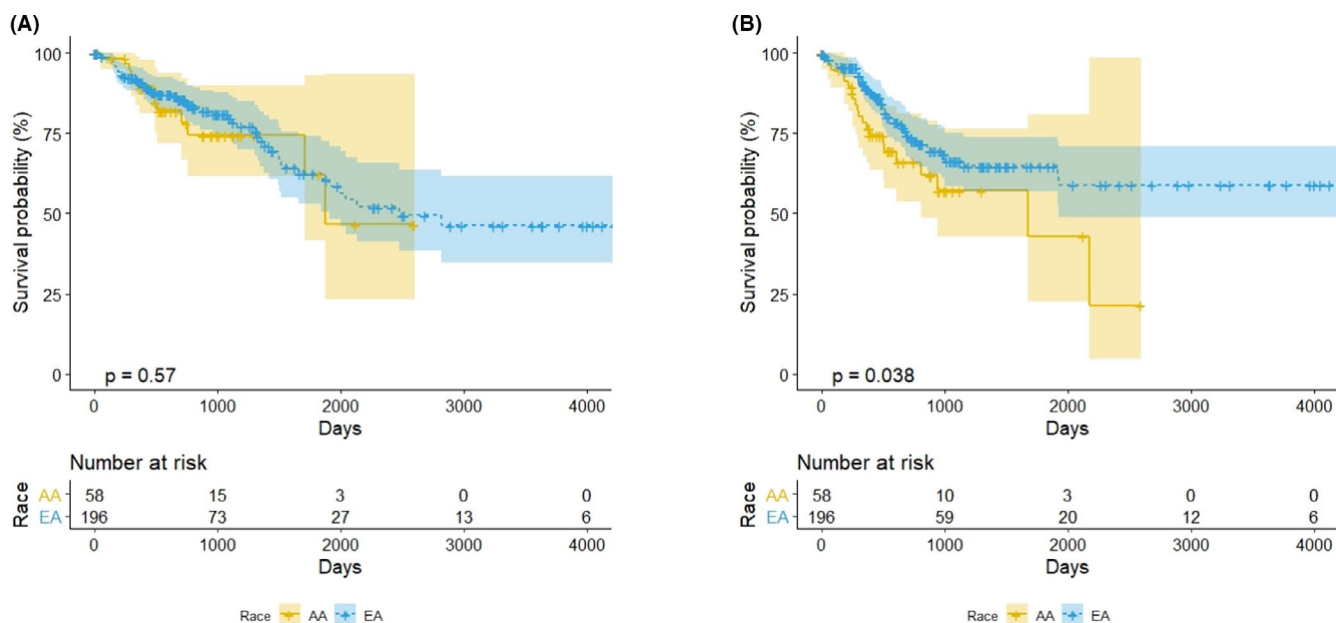 (A)
100
75
50
25
0
Survival probability (%)
p = 0.57
0 1000 2000 3000 4000
Days
Number at risk
Race
AA 58 15 3 0 0
EA 196 73 27 13 6
0 1000 2000 3000 4000
Days
Race AA EA
(B)
100
75
50
25
0
Survival probability (%)
p = 0.038
0 1000 2000 3000 4000
Days
Number at risk
Race
AA 58 10 3 0 0
EA 196 59 20 12 6
0 1000 2000 3000 4000
Days
Race AA EA